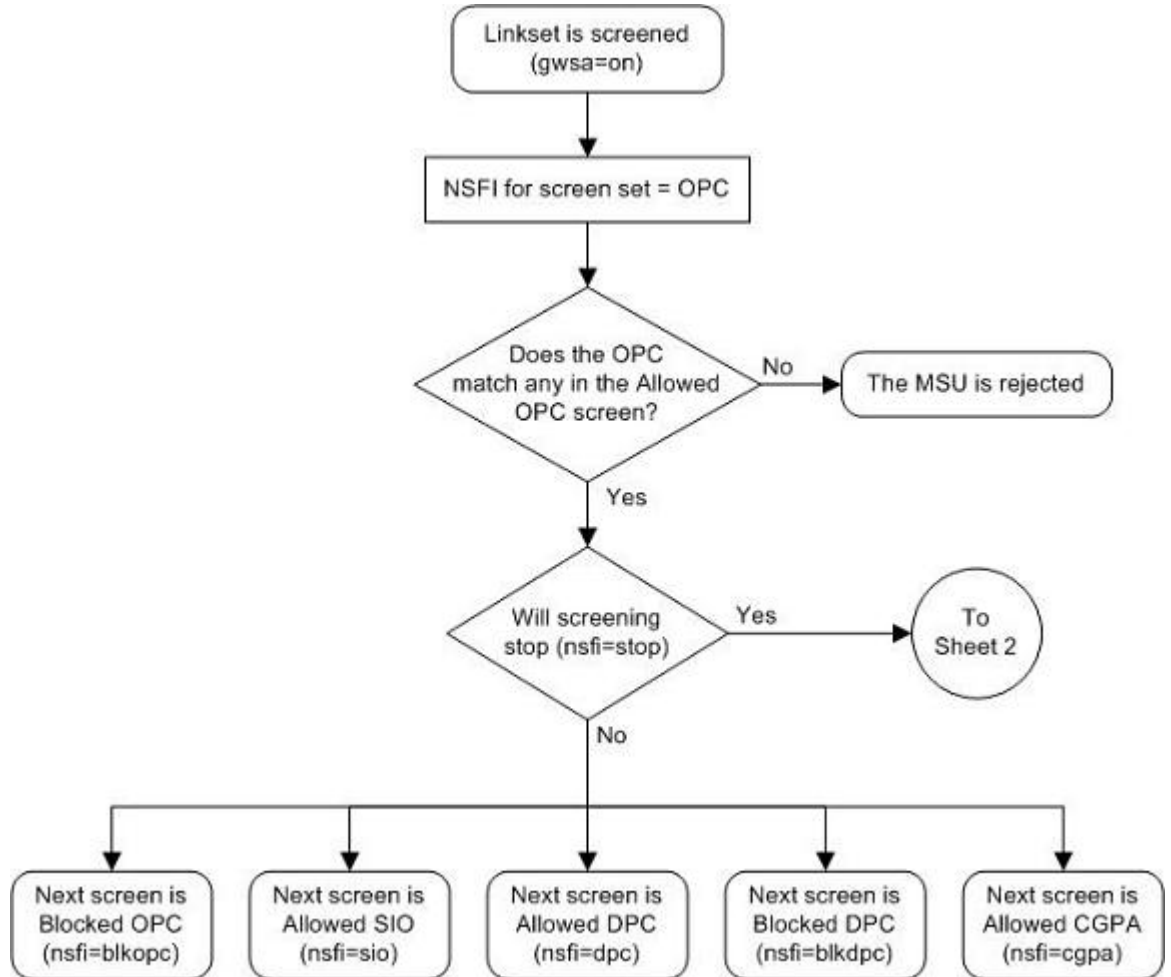 Linkset is screened
(gwsa=on)
NSFI for screen set = OPC
Does the OPC
match any in the Allowed
OPC screen?
No
The MSU is rejected
Yes
Will screening
stop (nsfi=stop)
Yes
To
Sheet 2
No
Next screen is
Blocked OPC
(nsfi=blkopc)
Next screen is
Allowed SIO
(nsfi=sio)
Next screen is
Allowed DPC
(nsfi=dpc)
Next screen is
Blocked DPC
(nsfi=blkdpc)
Next screen is
Allowed CGPA
(nsfi=cgpa)